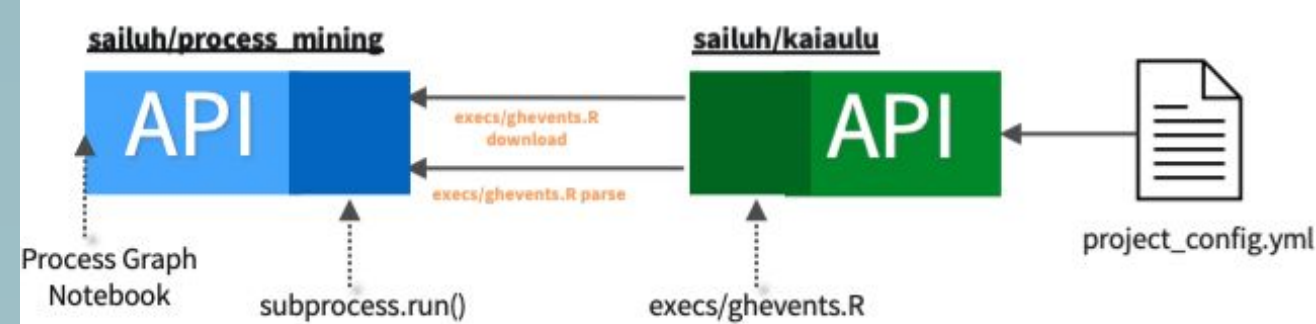 sailuh/process_mining
sailuh/kaiaulu
API
execs/ghevents.R
download
execs/ghevents.R parse
API
project_config.yml
Process Graph
Notebook
subprocess.run()
execs/ghevents.R